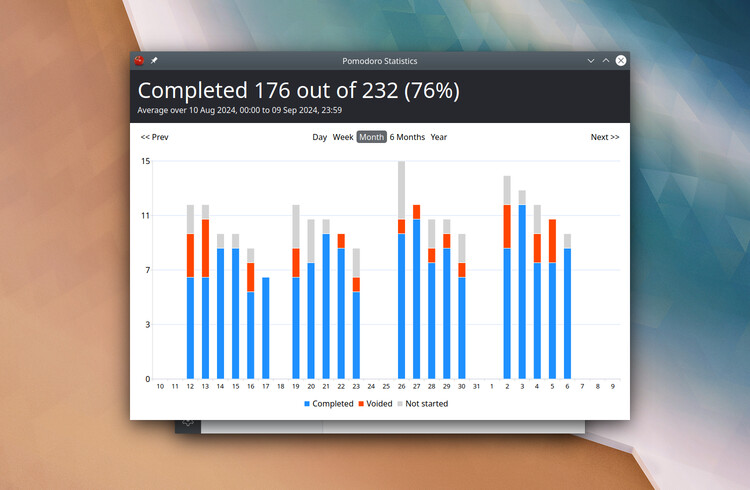 Pomodoro Statistics
Completed 176 out of 232 (76%)
Average over 10 Aug 2024, 00:00 to 09 Sep 2024, 23:59
<< Prev Day Week Month 6 Months Year Next >>
15
11
7
3
0
10 11 12 13 14 15 16 17 18 19 20 21 22 23 24 25 26 27 28 29 30 31 1 2 3 4 5 6 7 8 9
Completed Voided Not started